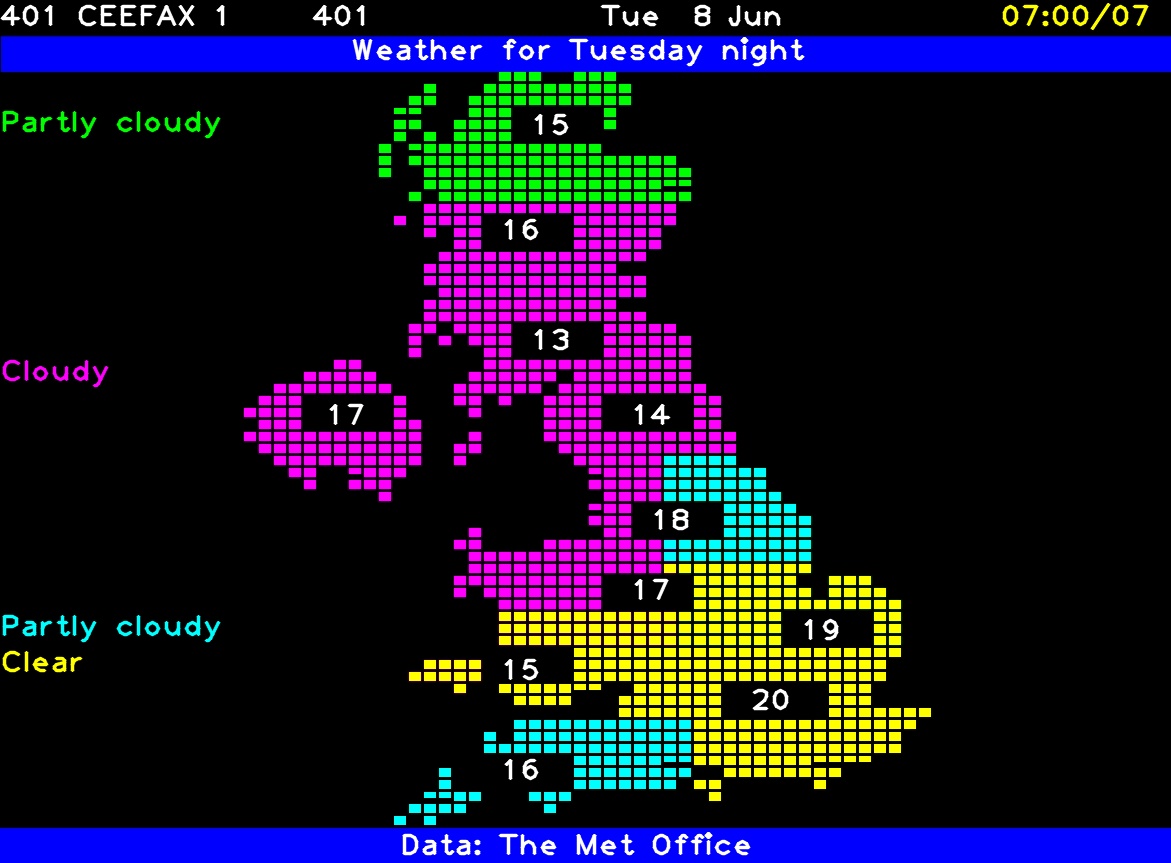 401 CEEFAX 1 401 Tue 8 Jun 07:00/07
Weather for Tuesday night
Partly cloudy
15
16
13
Cloudy
17
14
18
17
Partly cloudy
19
Clear
15
20
16
Data: The Met Office